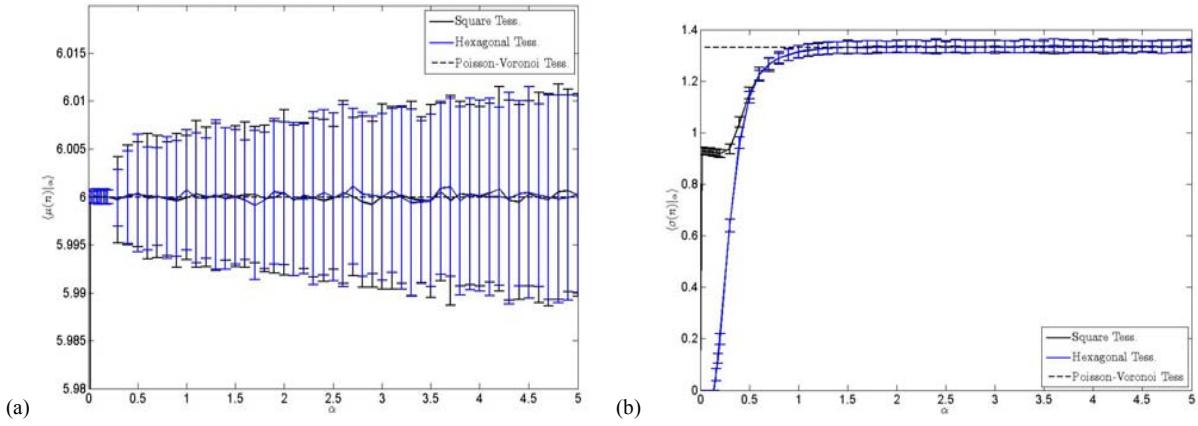 6.015
6.01
6.005
6
5.995
5.99
5.985
5.98
⟨μ(n)|α⟩
Square Tess.
Hexagonal Tess.
Poisson-Voronoi Tess.
0 0.5 1 1.5 2 2.5 3 3.5 4 4.5 5
α
(a)
1.4
1.2
1
0.8
0.6
0.4
0.2
0
⟨σ(n)|α⟩
Square Tess.
Hexagonal Tess.
Poisson-Voronoi Tess
0 0.5 1 1.5 2 2.5 3 3.5 4 4.5 5
α
(b)